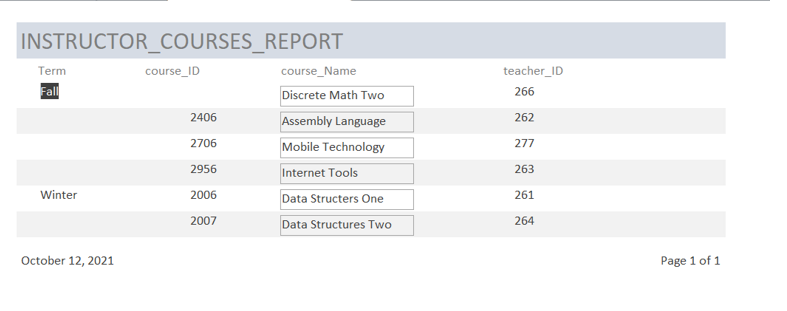 INSTRUCTOR_COURSES_REPORT
Term course_ID course_Name teacher_ID
Fall Discrete Math Two 266
2406 Assembly Language 262
2706 Mobile Technology 277
2956 Internet Tools 263
Winter 2006 Data Structers One 261
2007 Data Structures Two 264
October 12, 2021 Page 1 of 1